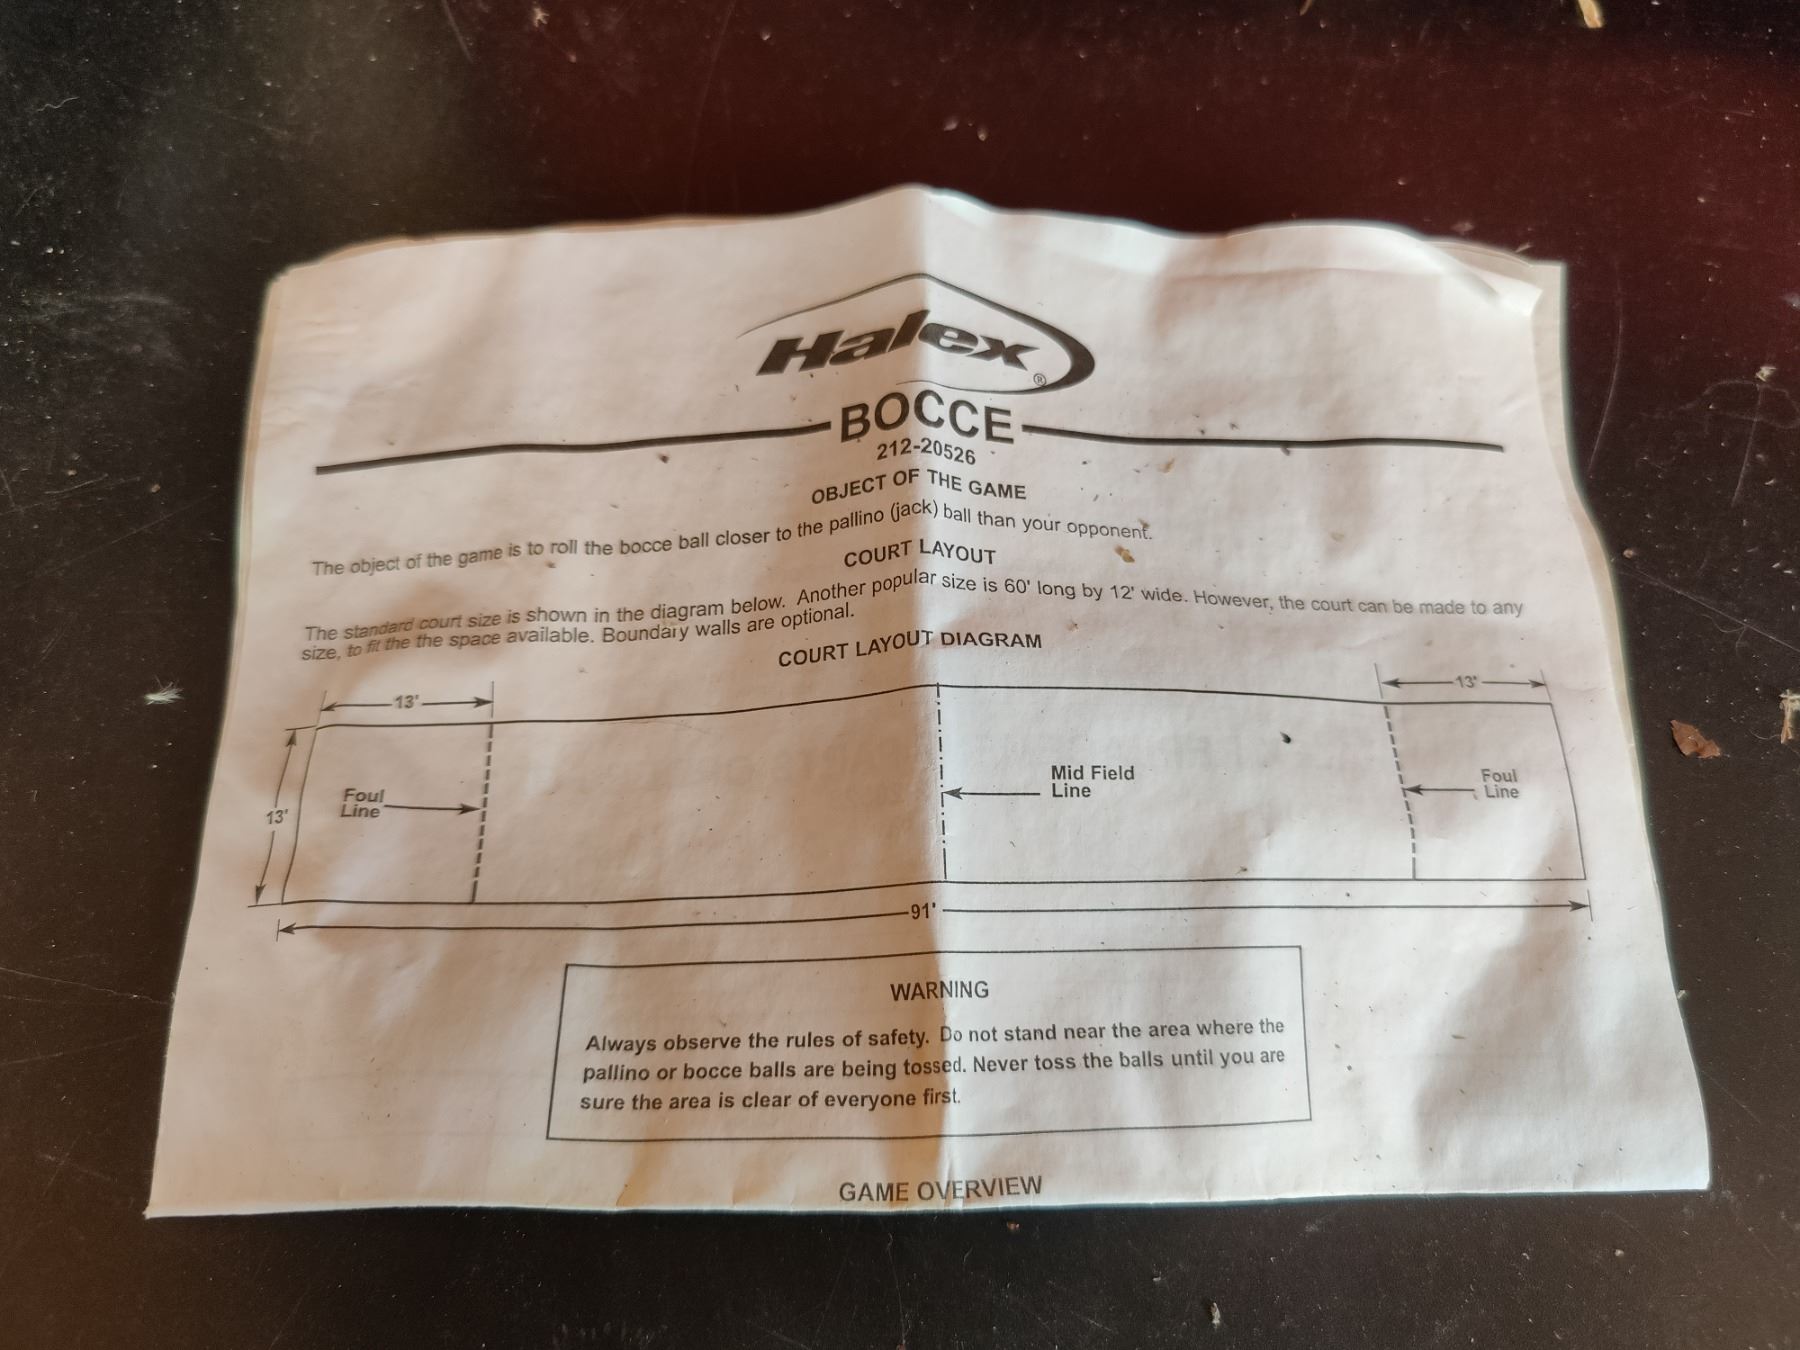 Halex®
BOCCE
212-20526
OBJECT OF THE GAME
The object of the game is to roll the bocce ball closer to the pallino (jack) ball than your opponent.
COURT LAYOUT
The standard court size is shown in the diagram below. Another popular size is 60' long by 12' wide. However, the court can be made to any
size, to fit the the space available. Boundary walls are optional.
COURT LAYOUT DIAGRAM
13'
13'
13'
Foul
Line
Mid Field
Line
Foul
Line
91'
WARNING
Always observe the rules of safety. Do not stand near the area where the
pallino or bocce balls are being tossed. Never toss the balls until you are
sure the area is clear of everyone first.
GAME OVERVIEW